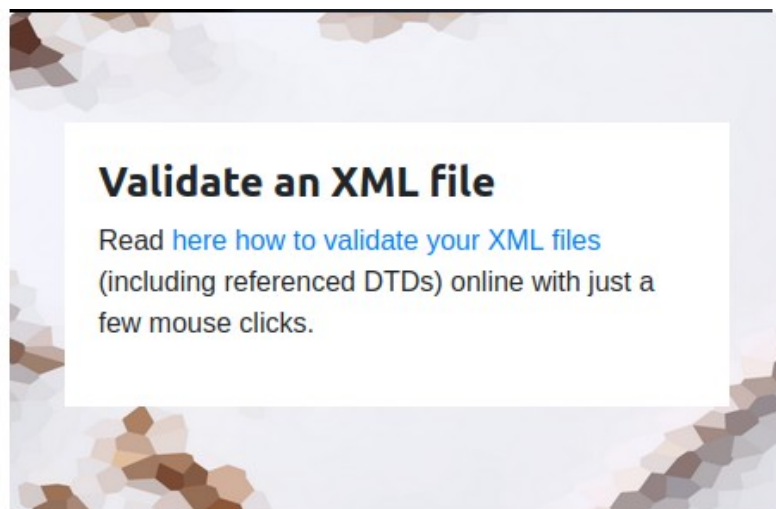 Validate an XML file
Read here how to validate your XML files
(including referenced DTDs) online with just a
few mouse clicks.